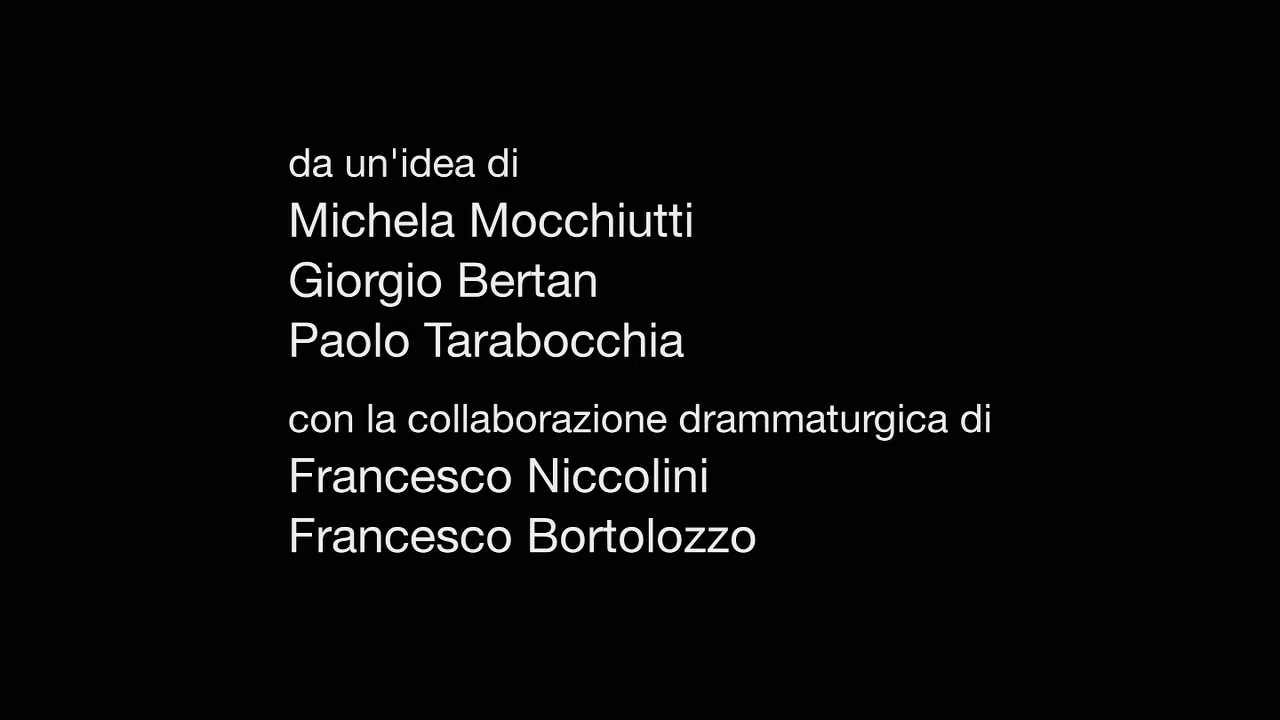 da un'idea di
Michela Mocchiutti
Giorgio Bertan
Paolo Tarabocchia
con la collaborazione drammaturgica di
Francesco Niccolini
Francesco Bortolozzo